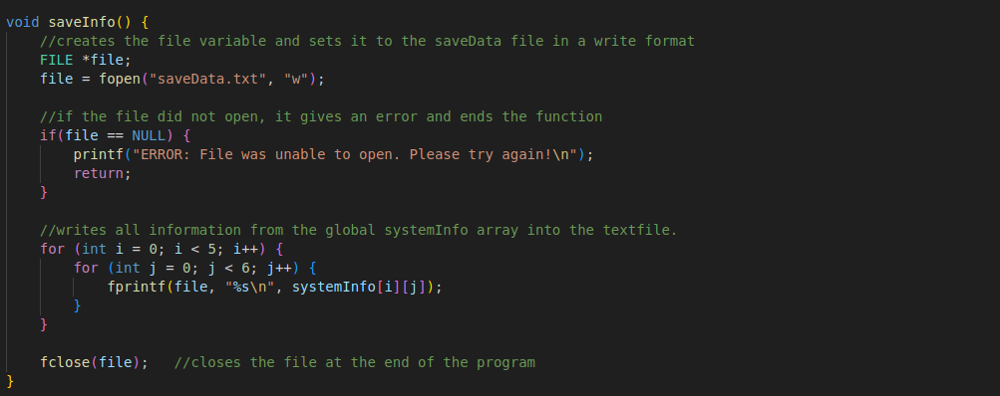 void saveInfo() {
    //creates the file variable and sets it to the saveData file in a write format
    FILE *file;
    file = fopen("saveData.txt", "w");

    //if the file did not open, it gives an error and ends the function
    if(file == NULL) {
        printf("ERROR: File was unable to open. Please try again!\n");
        return;
    }

    //writes all information from the global systemInfo array into the textfile.
    for (int i = 0; i < 5; i++) {
        for (int j = 0; j < 6; j++) {
            fprintf(file, "%s\n", systemInfo[i][j]);
        }
    }

    fclose(file);   //closes the file at the end of the program
}